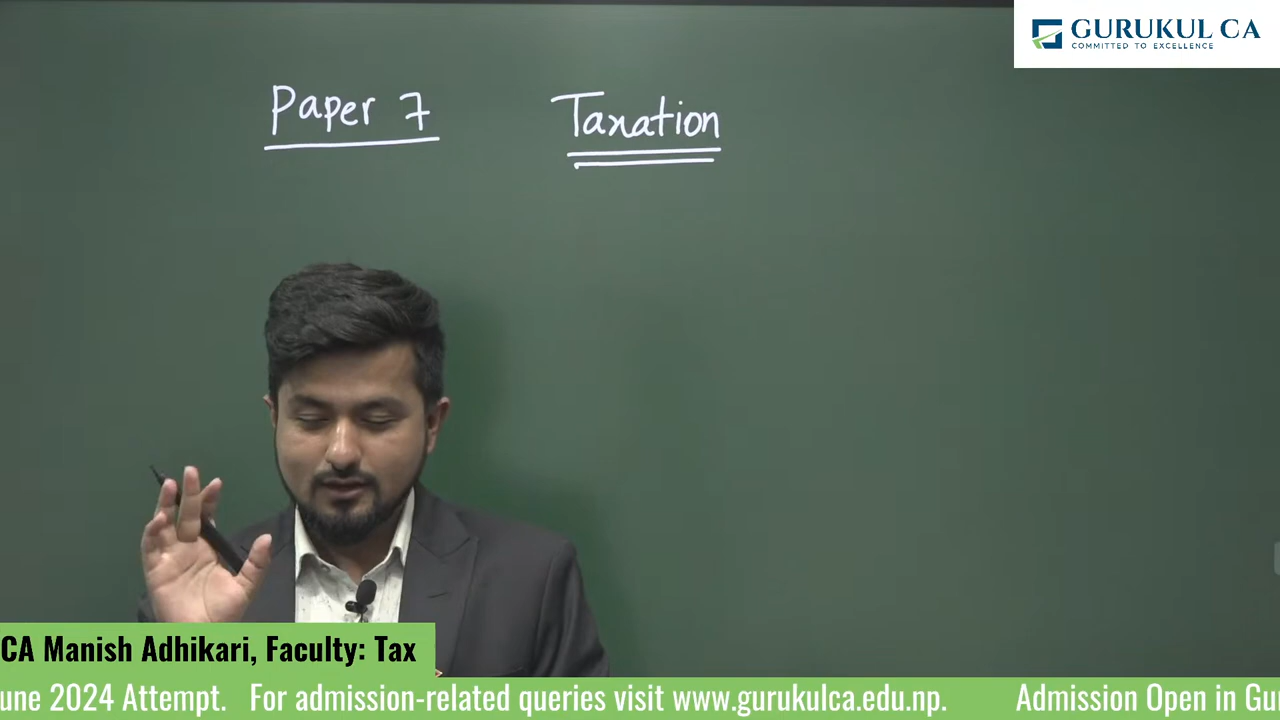 GURUKUL CA
COMMITTED TO EXCELLENCE
Paper 7 Taxation
CA Manish Adhikari, Faculty: Tax
une 2024 Attempt. For admission-related queries visit www.gurukulca.edu.np. Admission Open in Gu